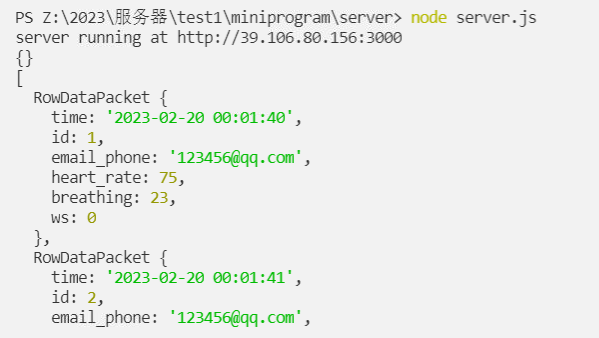 PS Z:\2023\服务器\test1\miniprogram\server> node server.js
server running at http://39.106.80.156:3000
{}
[
  RowDataPacket {
    time: '2023-02-20 00:01:40',
    id: 1,
    email_phone: '123456@qq.com',
    heart_rate: 75,
    breathing: 23,
    ws: 0
  },
  RowDataPacket {
    time: '2023-02-20 00:01:41',
    id: 2,
    email_phone: '123456@qq.com',